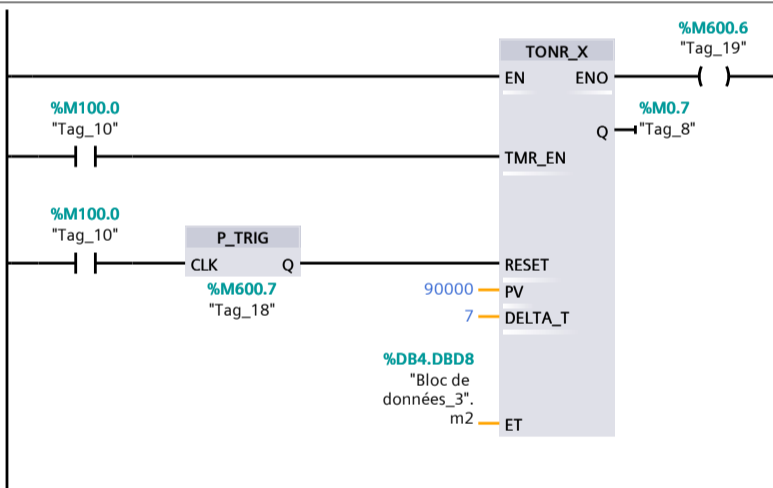 %M600.6
"Tag_19"
TONR_X
EN ENO
%M100.0
"Tag_10"
%M0.7
Q "Tag_8"
TMR_EN
%M100.0
"Tag_10"
P_TRIG
CLK Q
RESET
%M600.7
"Tag_18"
90000 PV
7 DELTA_T
%DB4.DBD8
"Bloc de
données_3".
m2 ET